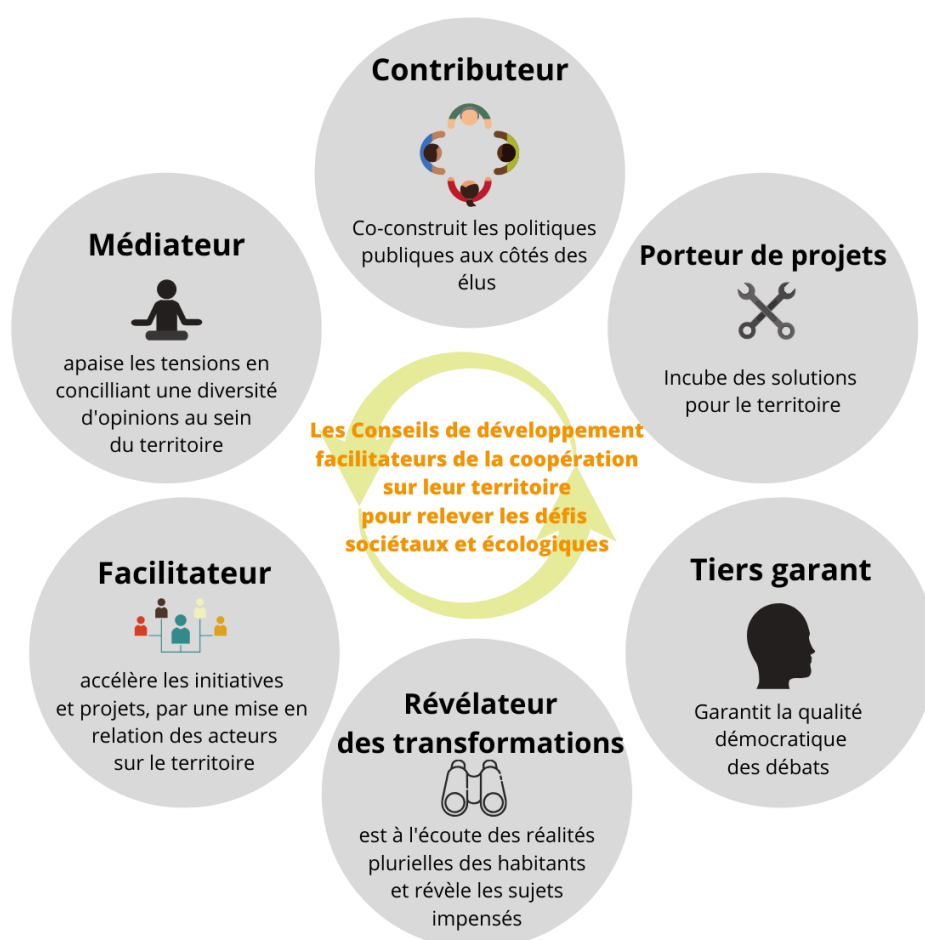 Contributeur
Co-construit les politiques
publiques aux côtés des
élus
Médiateur
apaise les tensions en
concilliant une diversité
d'opinions au sein
du territoire
Porteur de projets
Incube des solutions
pour le territoire
Les Conseils de développement
facilitateurs de la coopération
sur leur territoire
pour relever les défis
sociétaux et écologiques
Facilitateur
accélère les initiatives
et projets, par une mise en
relation des acteurs
sur le territoire
Tiers garant
Garantit la qualité
démocratique
des débats
Révélateur
des transformations
est à l'écoute des réalités
plurielles des habitants
et révèle les sujets
impensés